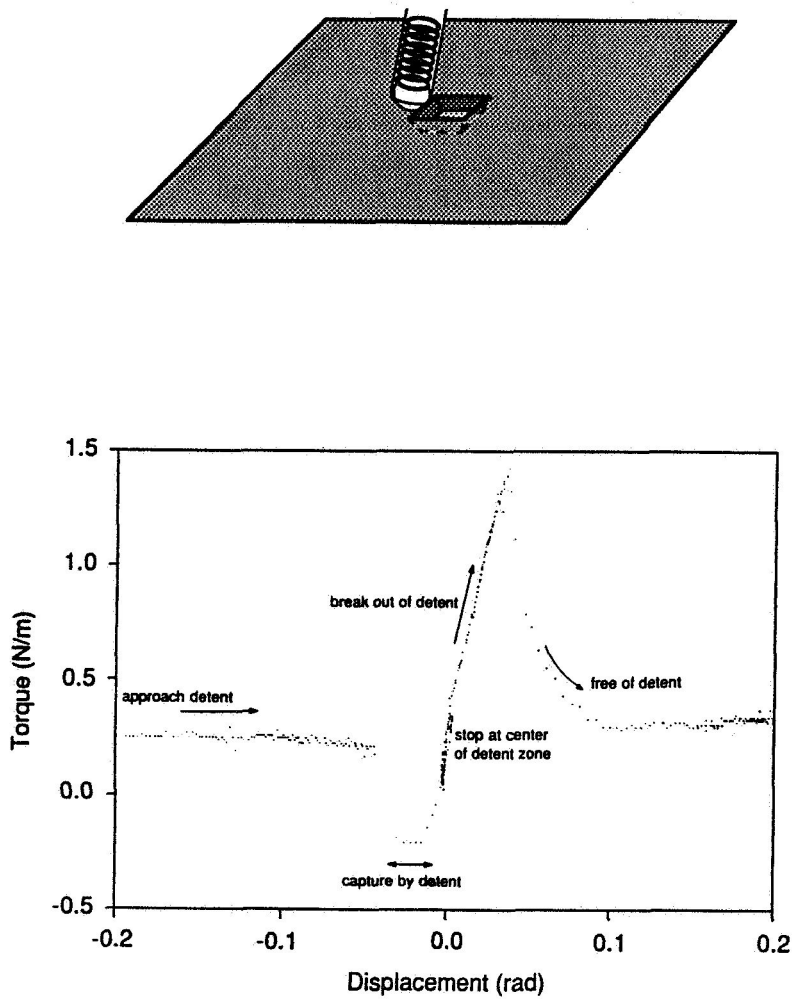 1.5
1.0
0.5
0.0
-0.5
Torque (N/m)
break out of detent
approach detent
free of detent
stop at center
of detent zone
capture by detent
-0.2
-0.1
0.0
0.1
0.2
Displacement (rad)